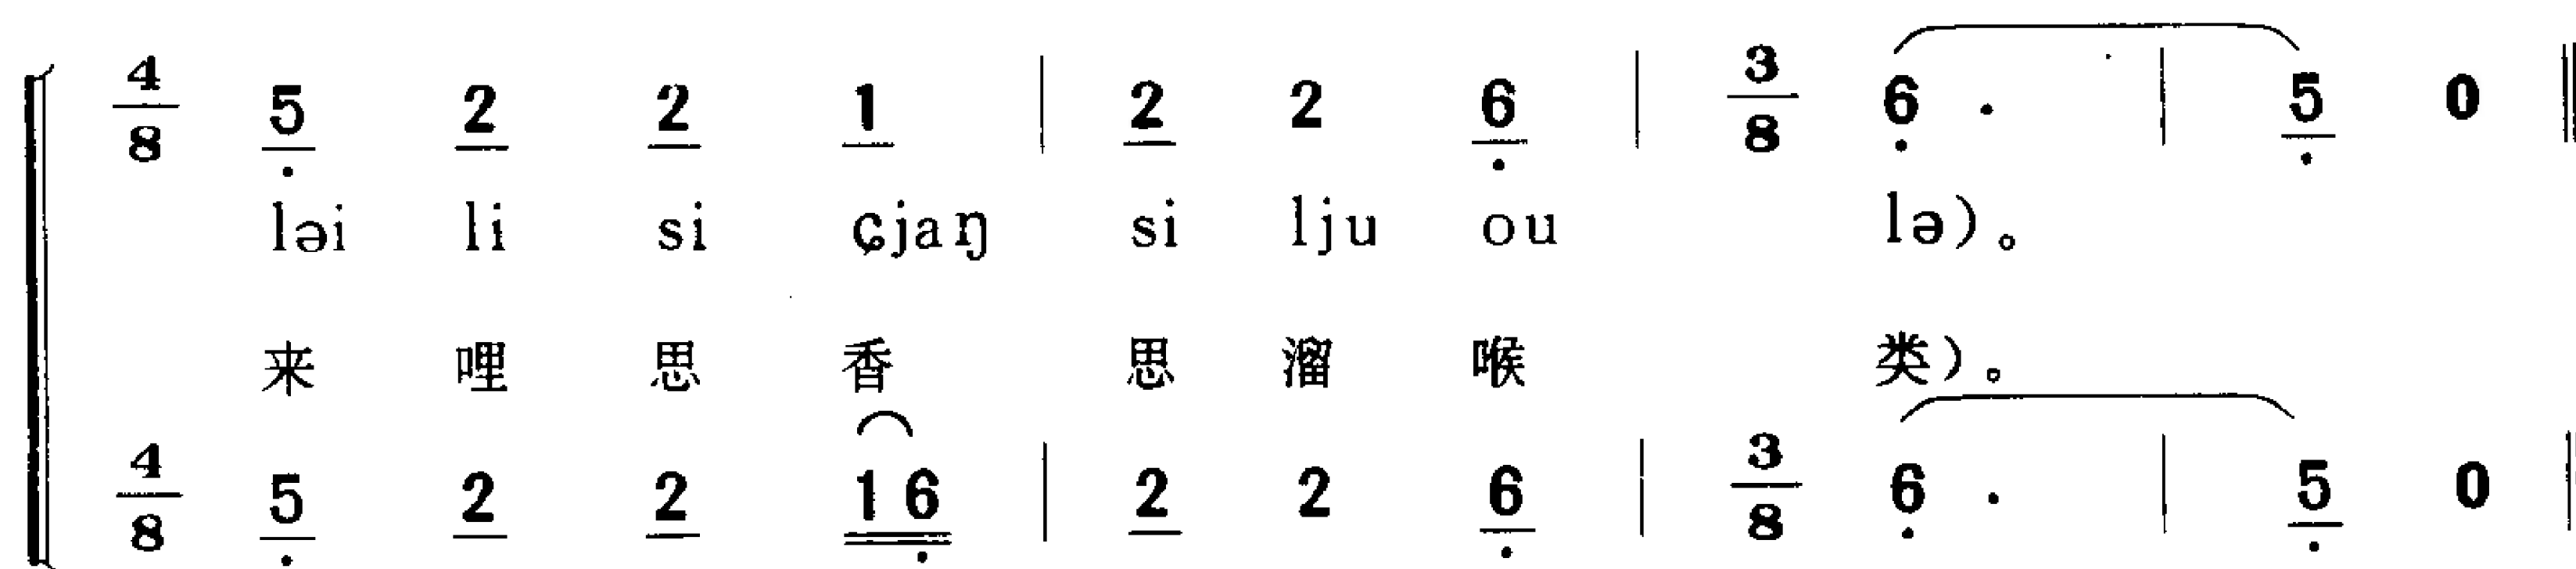 4/8 5̣ 2 2 1 | 2 2 6̣ | 3/8 6̣ · | 5̣ 0 ‖
ləi li si ɕjaŋ si lju ou lə)。
来 哩 思 香 思 溜 喉 类)。
4/8 5̣ 2 2 1 6̣ | 2 2 6̣ | 3/8 6̣ · | 5̣ 0 ‖